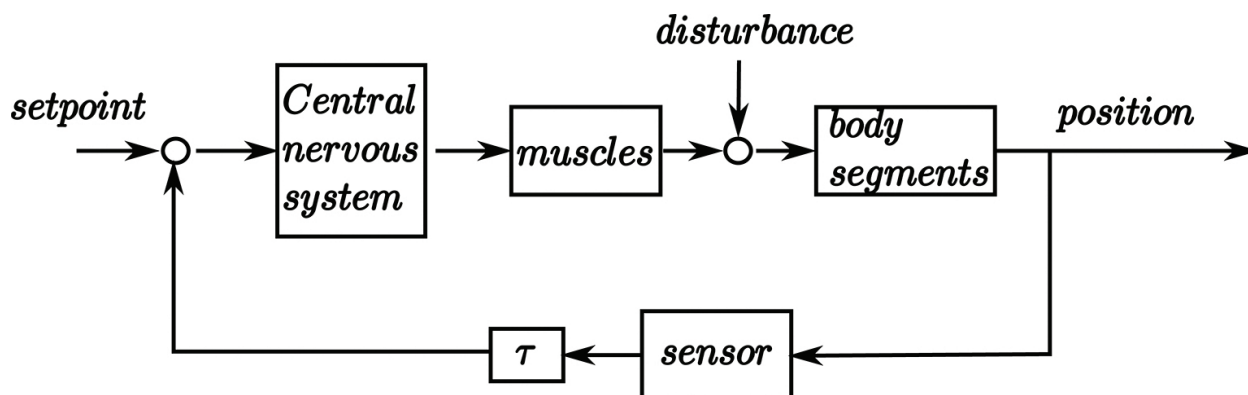 disturbance
setpoint
Central
nervous
system
muscles
body
segments
position
τ
sensor